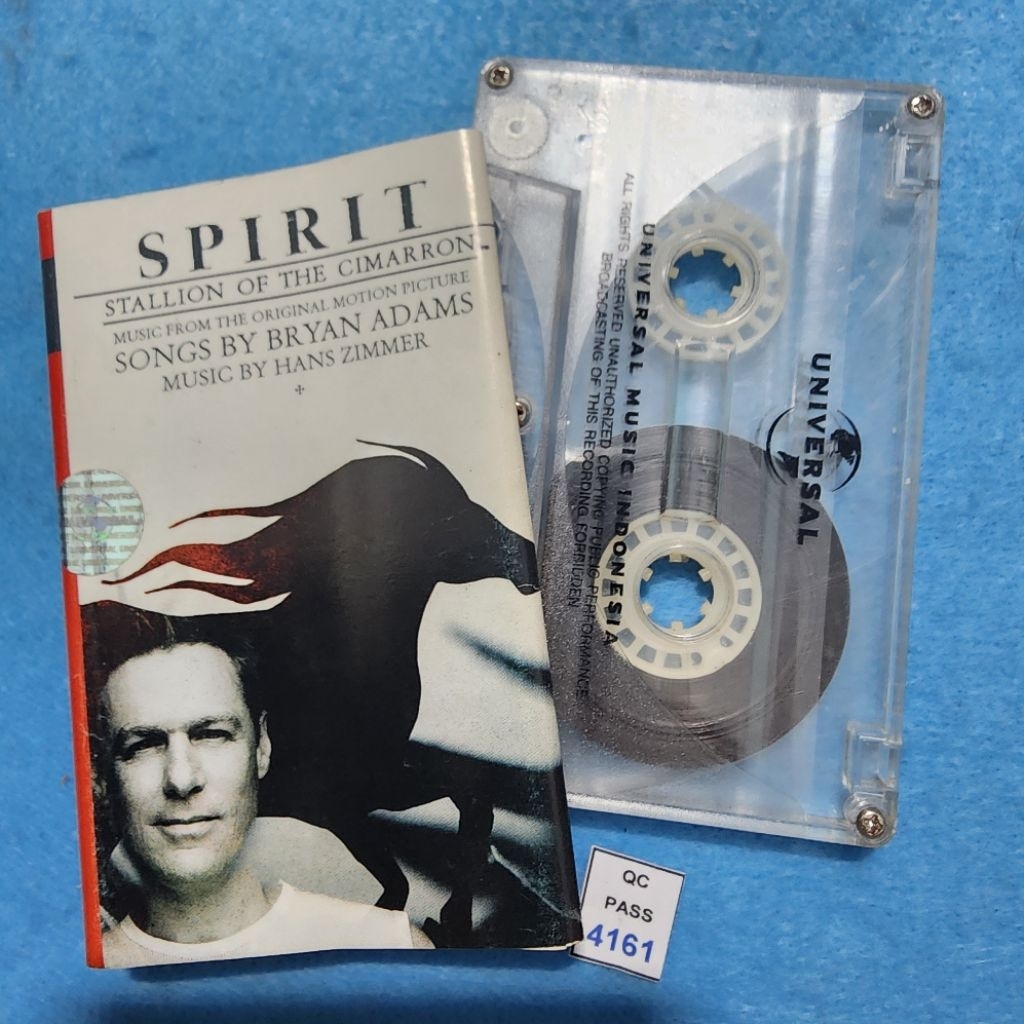 SPIRIT
STALLION OF THE CIMARRON
MUSIC FROM THE ORIGINAL MOTION PICTURE
SONGS BY BRYAN ADAMS
MUSIC BY HANS ZIMMER
UNIVERSAL
UNIVERSAL MUSIC INDONESIA
ALL RIGHTS RESERVED UNAUTHORIZED COPYING PUBLIC PERFORMANCE
BROADCASTING OF THIS RECORDING FORBIDDEN
QC
PASS
4161